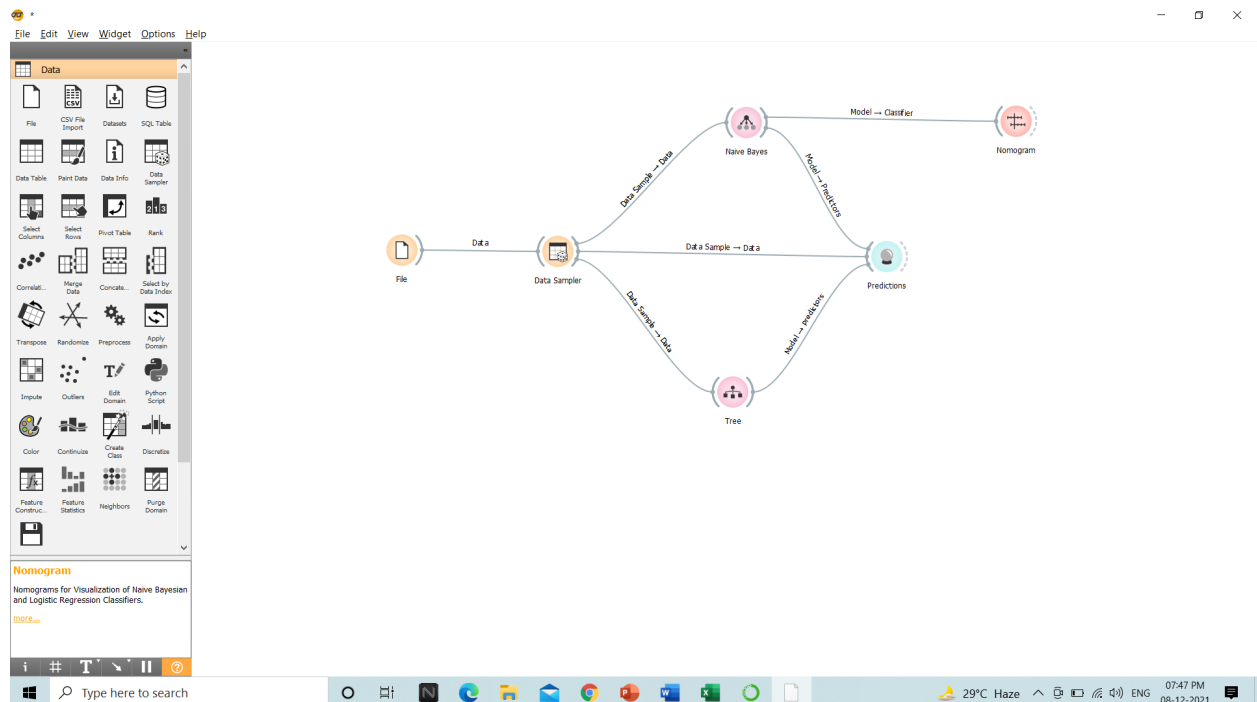 *
File Edit View Widget Options Help
Data
File
CSV File
Import
Datasets
SQL Table
Data Table
Paint Data
Data Info
Data
Sampler
Select
Columns
Select
Rows
Pivot Table
Rank
Correlati...
Merge
Data
Concate...
Select by
Data Index
Transpose
Randomize
Preprocess
Apply
Domain
Impute
Outliers
Edit
Domain
Python
Script
Color
Continuize
Create
Class
Discretize
Feature
Construc...
Feature
Statistics
Neighbors
Purge
Domain
Nomogram
Nomograms for Visualization of Naive Bayesian
and Logistic Regression Classifiers.
more...
File
Data
Data Sampler
Data Sample → Data
Naive Bayes
Model → Classifier
Nomogram
Model → Predictors
Data Sample → Data
Predictions
Data Sample → Data
Model → predictors
Tree
Type here to search
29°C Haze
ENG
07:47 PM
08-12-2021